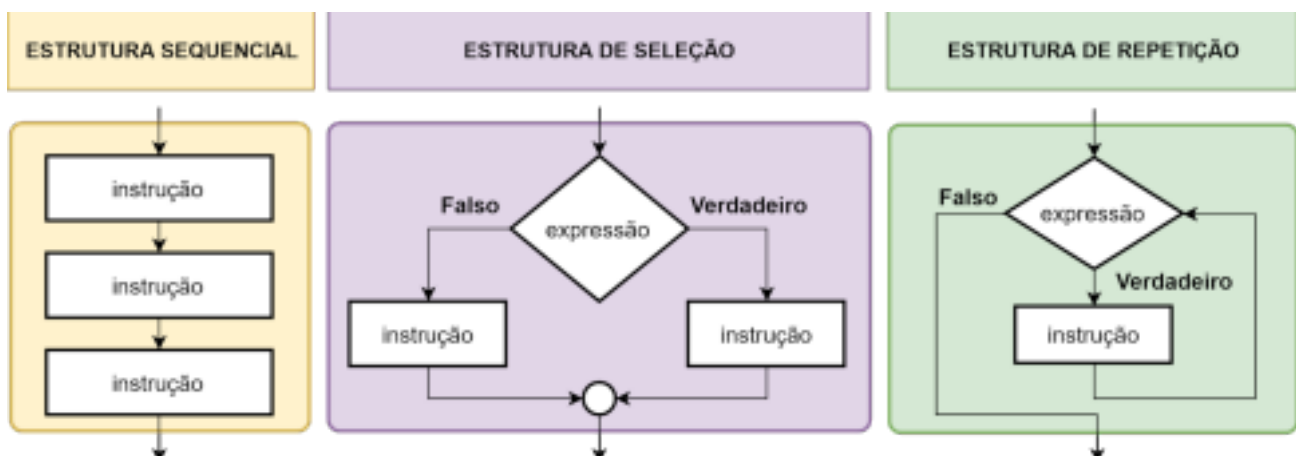 ESTRUTURA SEQUENCIAL
instrução
instrução
instrução
ESTRUTURA DE SELEÇÃO
expressão
Falso
Verdadeiro
instrução
instrução
ESTRUTURA DE REPETIÇÃO
expressão
Falso
Verdadeiro
instrução